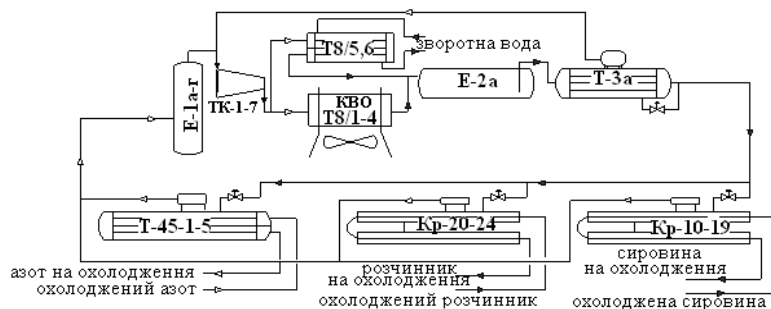 Т8/5,6
зворотна вода
Е-1а-г
ТК-1-7
КВО
Т8/1-4
Е-2а
Т-3а
Т-45-1-5
Кр-20-24
Кр-10-19
азот на охолодження
охолоджений азот
розчинник
на охолодження
охолоджений розчинник
сировина
на охолодження
охолоджена сировина